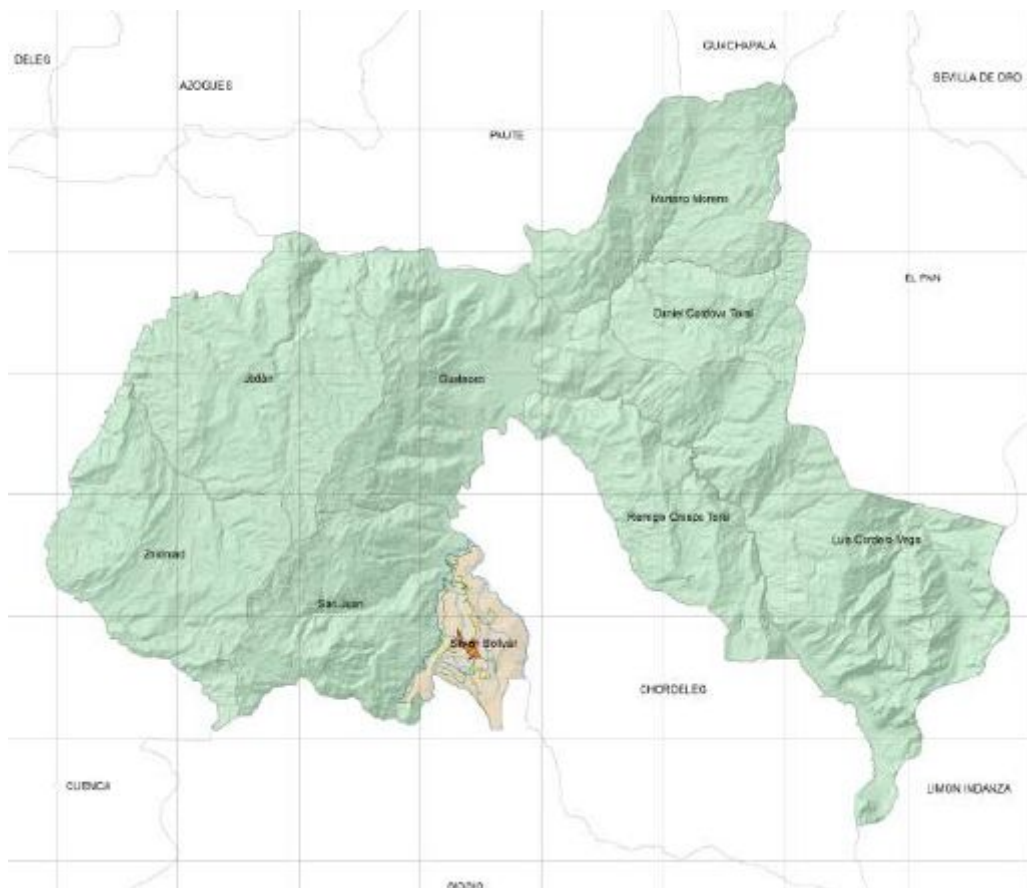 GUACHAPALA
DELEG
SEVILLA DE ORO
AZOGUES
PAUTE
Mariano Moreno
EL PAN
Daniel Cordova Toral
Jadán
Gualaceo
Remigio Crespo Toral
Luis Cordero Vega
Zhidmad
San Juan
Simón Bolívar
CHORDELEG
CUENCA
LIMON INDANZA